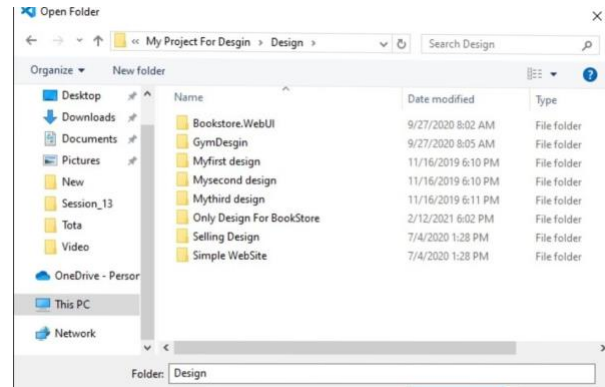 Open Folder
« My Project For Desgin > Design >
Search Design
Organize
New folder
Desktop
Downloads
Documents
Pictures
New
Session_13
Tota
Video
OneDrive - Person
This PC
Network
Name Date modified Type
Bookstore.WebUI 9/27/2020 8:02 AM File folder
GymDesgin 9/27/2020 8:05 AM File folder
Myfirst design 11/16/2019 6:10 PM File folder
Mysecond design 11/16/2019 6:10 PM File folder
Mythird design 11/16/2019 6:11 PM File folder
Only Design For BookStore 2/12/2021 6:02 PM File folder
Selling Design 7/4/2020 1:28 PM File folder
Simple WebSite 7/4/2020 1:28 PM File folder
Folder: Design